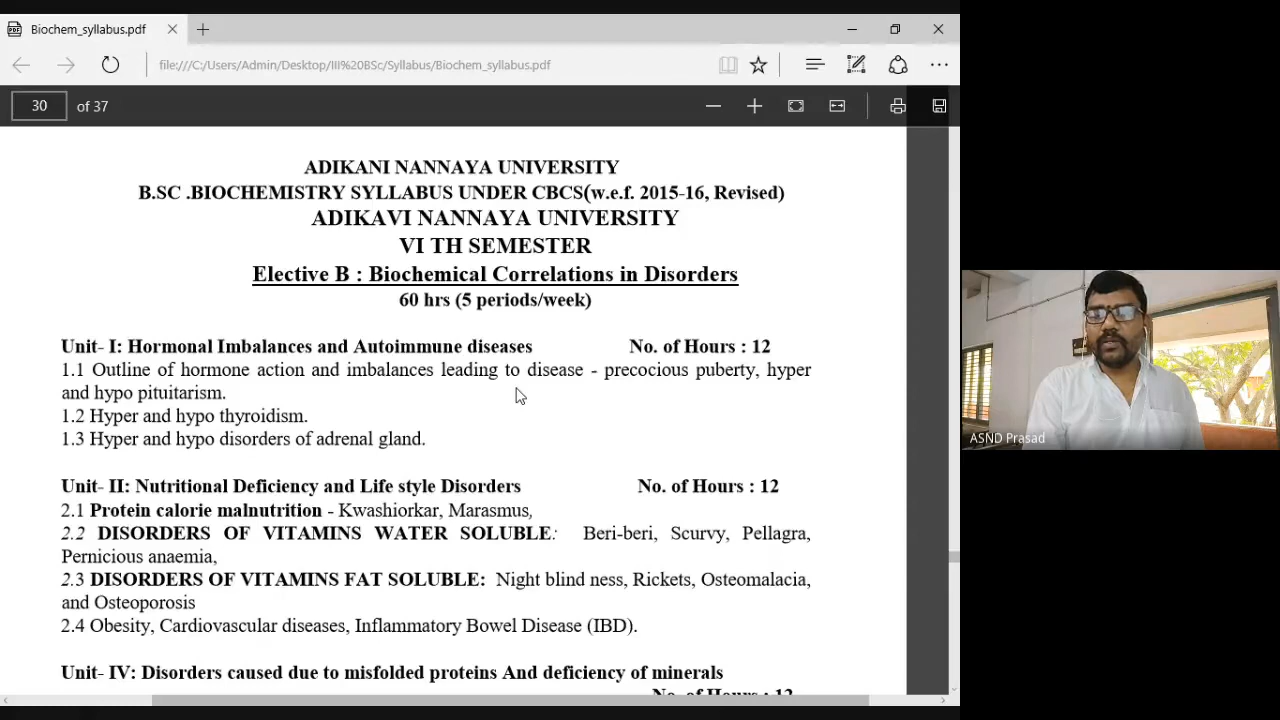 Biochem_syllabus.pdf
file:///C:/Users/Admin/Desktop/III%20BSc/Syllabus/Biochem_syllabus.pdf
30 of 37
ADIKANI NANNAYA UNIVERSITY
B.SC .BIOCHEMISTRY SYLLABUS UNDER CBCS(w.e.f. 2015-16, Revised)
ADIKAVI NANNAYA UNIVERSITY
VI TH SEMESTER
Elective B : Biochemical Correlations in Disorders
60 hrs (5 periods/week)
Unit- I: Hormonal Imbalances and Autoimmune diseases No. of Hours : 12
1.1 Outline of hormone action and imbalances leading to disease - precocious puberty, hyper
and hypo pituitarism.
1.2 Hyper and hypo thyroidism.
1.3 Hyper and hypo disorders of adrenal gland.
Unit- II: Nutritional Deficiency and Life style Disorders No. of Hours : 12
2.1 Protein calorie malnutrition - Kwashiorkar, Marasmus,
2.2 DISORDERS OF VITAMINS WATER SOLUBLE: Beri-beri, Scurvy, Pellagra,
Pernicious anaemia,
2.3 DISORDERS OF VITAMINS FAT SOLUBLE: Night blind ness, Rickets, Osteomalacia,
and Osteoporosis
2.4 Obesity, Cardiovascular diseases, Inflammatory Bowel Disease (IBD).
Unit- IV: Disorders caused due to misfolded proteins And deficiency of minerals
No. of Hours : 12
ASND Prasad